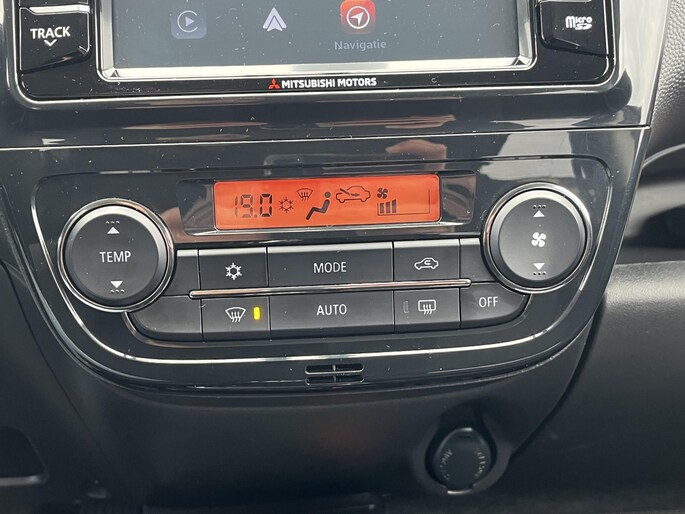 TRACK
Navigatie
micro SD
MITSUBISHI MOTORS
19.0
TEMP
MODE
AUTO
OFF